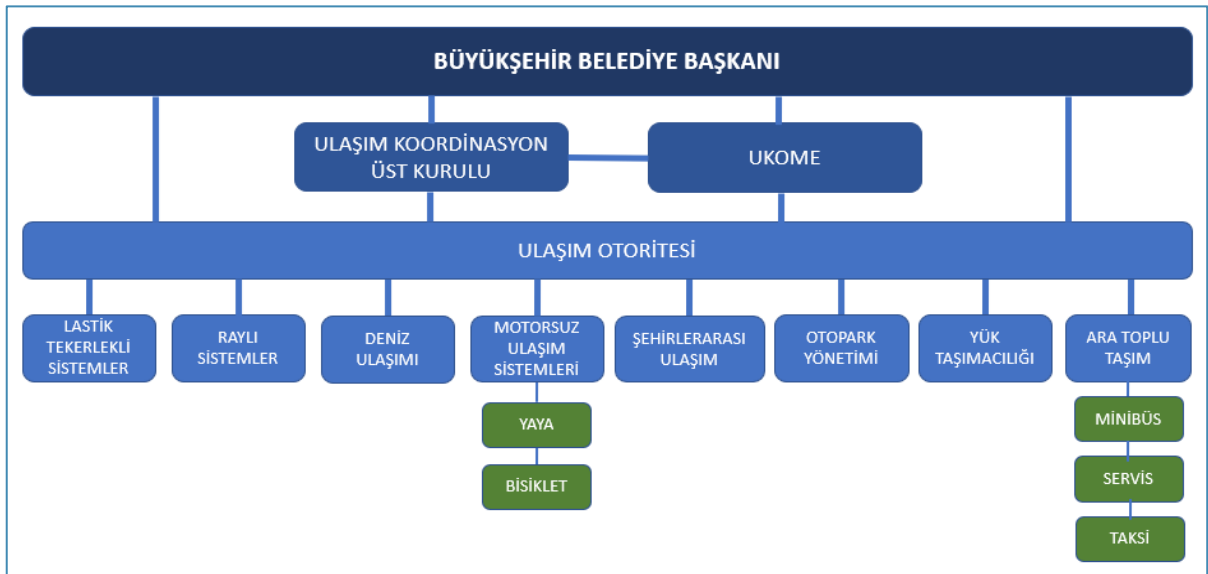 BÜYÜKŞEHİR BELEDİYE BAŞKANI
ULAŞIM KOORDİNASYON
ÜST KURULU
UKOME
ULAŞIM OTORİTESİ
LASTİK
TEKERLEKLİ
SİSTEMLER
RAYLI
SİSTEMLER
DENİZ
ULAŞIMI
MOTORSUZ
ULAŞIM
SİSTEMLERİ
ŞEHİRLERARASI
ULAŞIM
OTOPARK
YÖNETİMİ
YÜK
TAŞIMACILIĞI
ARA TOPLU
TAŞIM
YAYA
BİSİKLET
MİNİBÜS
SERVİS
TAKSİ